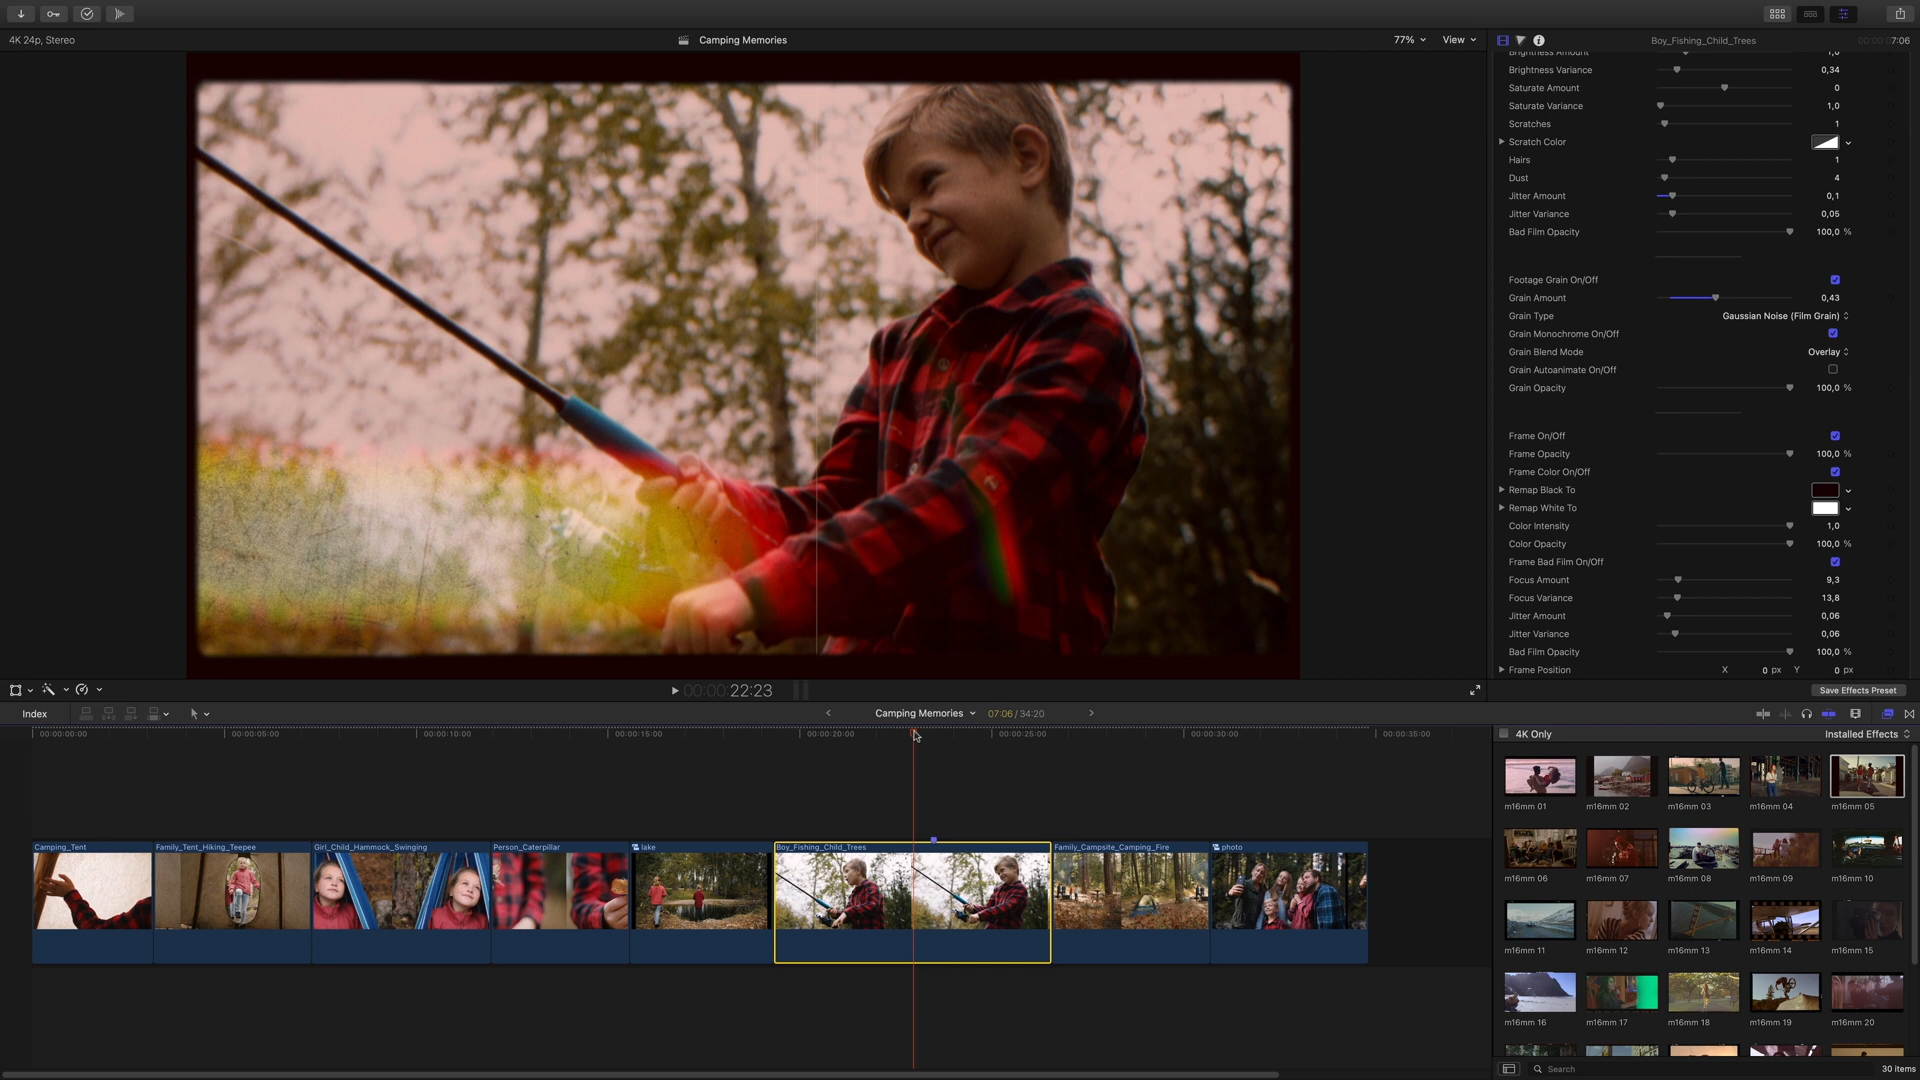 4K 24p, Stereo
Camping Memories
77%
View
Boy_Fishing_Child_Trees
00:00:07:06
Brightness Amount 1,0
Brightness Variance 0,34
Saturate Amount 0
Saturate Variance 1,0
Scratches 1
Scratch Color
Hairs 1
Dust 4
Jitter Amount 0,1
Jitter Variance 0,05
Bad Film Opacity 100,0 %
Footage Grain On/Off
Grain Amount 0,43
Grain Type Gaussian Noise (Film Grain)
Grain Monochrome On/Off
Grain Blend Mode Overlay
Grain Autoanimate On/Off
Grain Opacity 100,0 %
Frame On/Off
Frame Opacity 100,0 %
Frame Color On/Off
Remap Black To
Remap White To
Color Intensity 1,0
Color Opacity 100,0 %
Frame Bad Film On/Off
Focus Amount 9,3
Focus Variance 13,8
Jitter Amount 0,06
Jitter Variance 0,06
Bad Film Opacity 100,0 %
Frame Position X 0 px Y 0 px
00:00:22:23
Save Effects Preset
Index
Camping Memories
07:06 / 34:20
00:00:00:00
00:00:05:00
00:00:10:00
00:00:15:00
00:00:20:00
00:00:25:00
00:00:30:00
00:00:35:00
4K Only
Installed Effects
Camping_Tent
Family_Tent_Hiking_Teepee
Girl_Child_Hammock_Swinging
Person_Caterpillar
lake
Boy_Fishing_Child_Trees
Family_Campsite_Camping_Fire
photo
m16mm 01
m16mm 02
m16mm 03
m16mm 04
m16mm 05
m16mm 06
m16mm 07
m16mm 08
m16mm 09
m16mm 10
m16mm 11
m16mm 12
m16mm 13
m16mm 14
m16mm 15
m16mm 16
m16mm 17
m16mm 18
m16mm 19
m16mm 20
Search
30 items